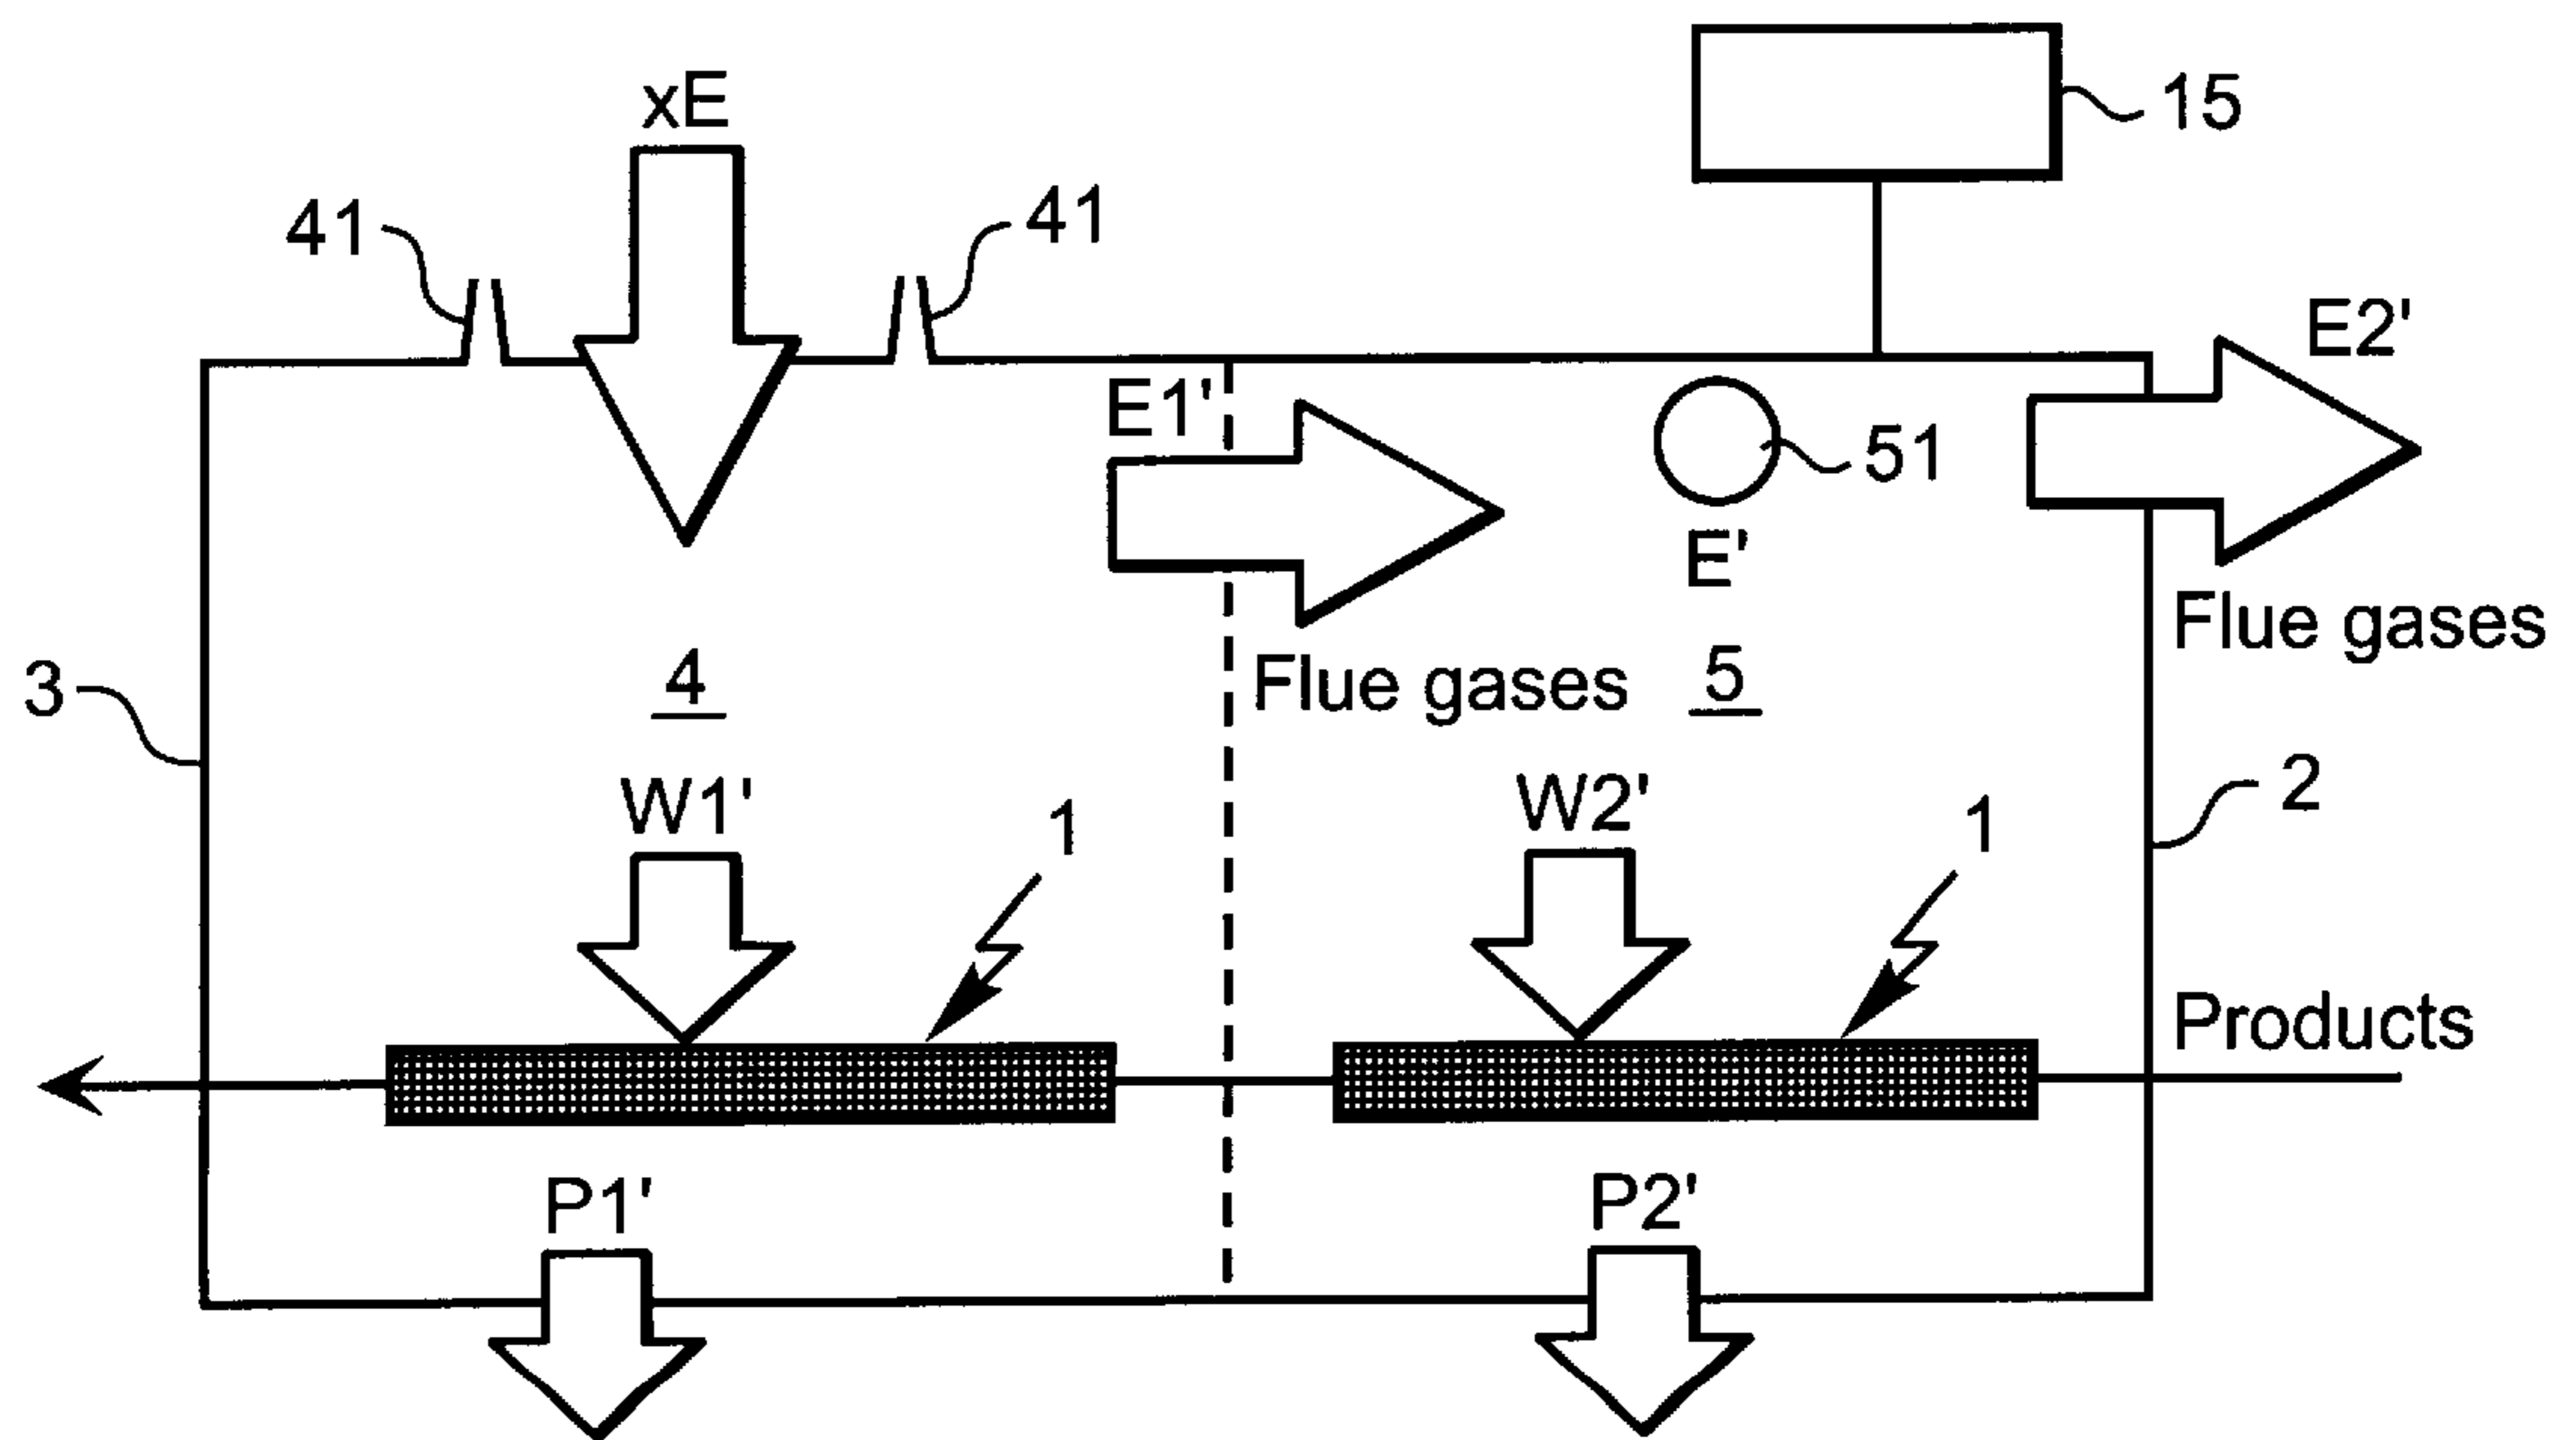 xE
15
41
41
E2'
E1'
51
E'
Flue gases
3
4
Flue gases
5
W1'
1
W2'
1
2
Products
P1'
P2'